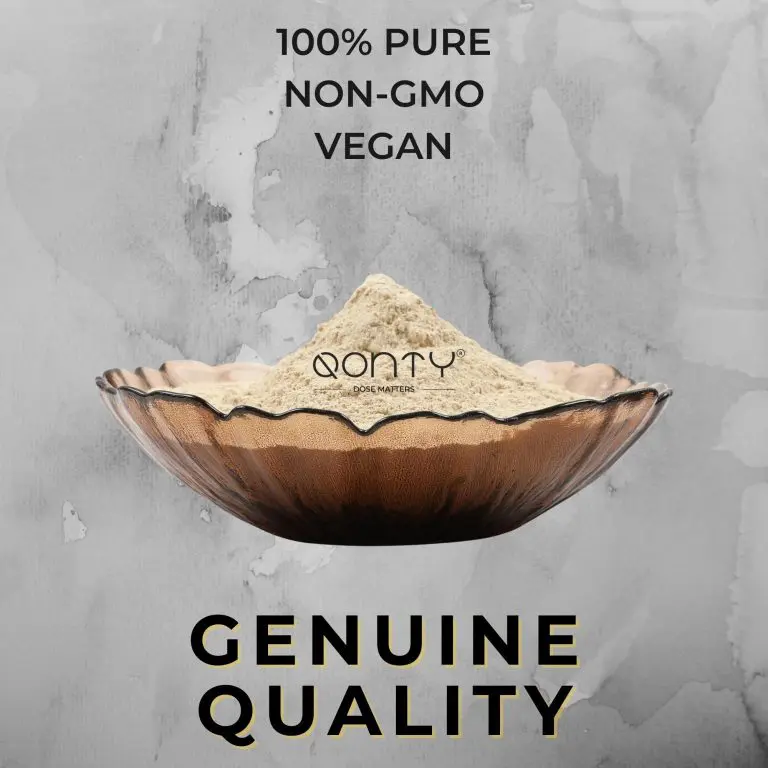 100% PURE
NON-GMO
VEGAN
QONTY®
DOSE MATTERS
GENUINE
QUALITY